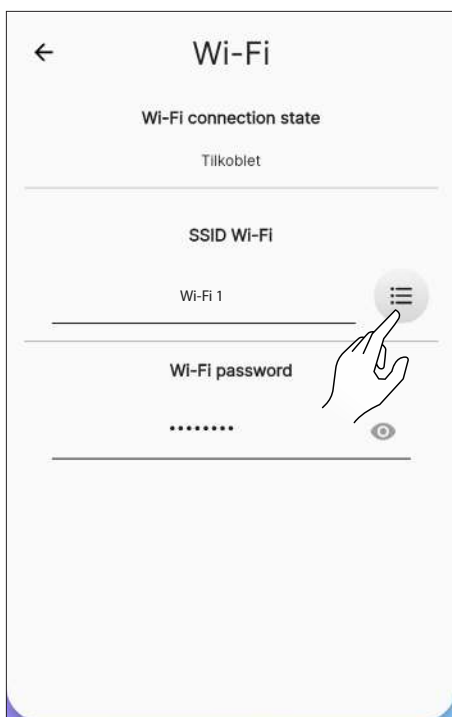 Wi-Fi
Wi-Fi connection state
Tilkoblet
SSID Wi-Fi
Wi-Fi 1
Wi-Fi password
••••••••